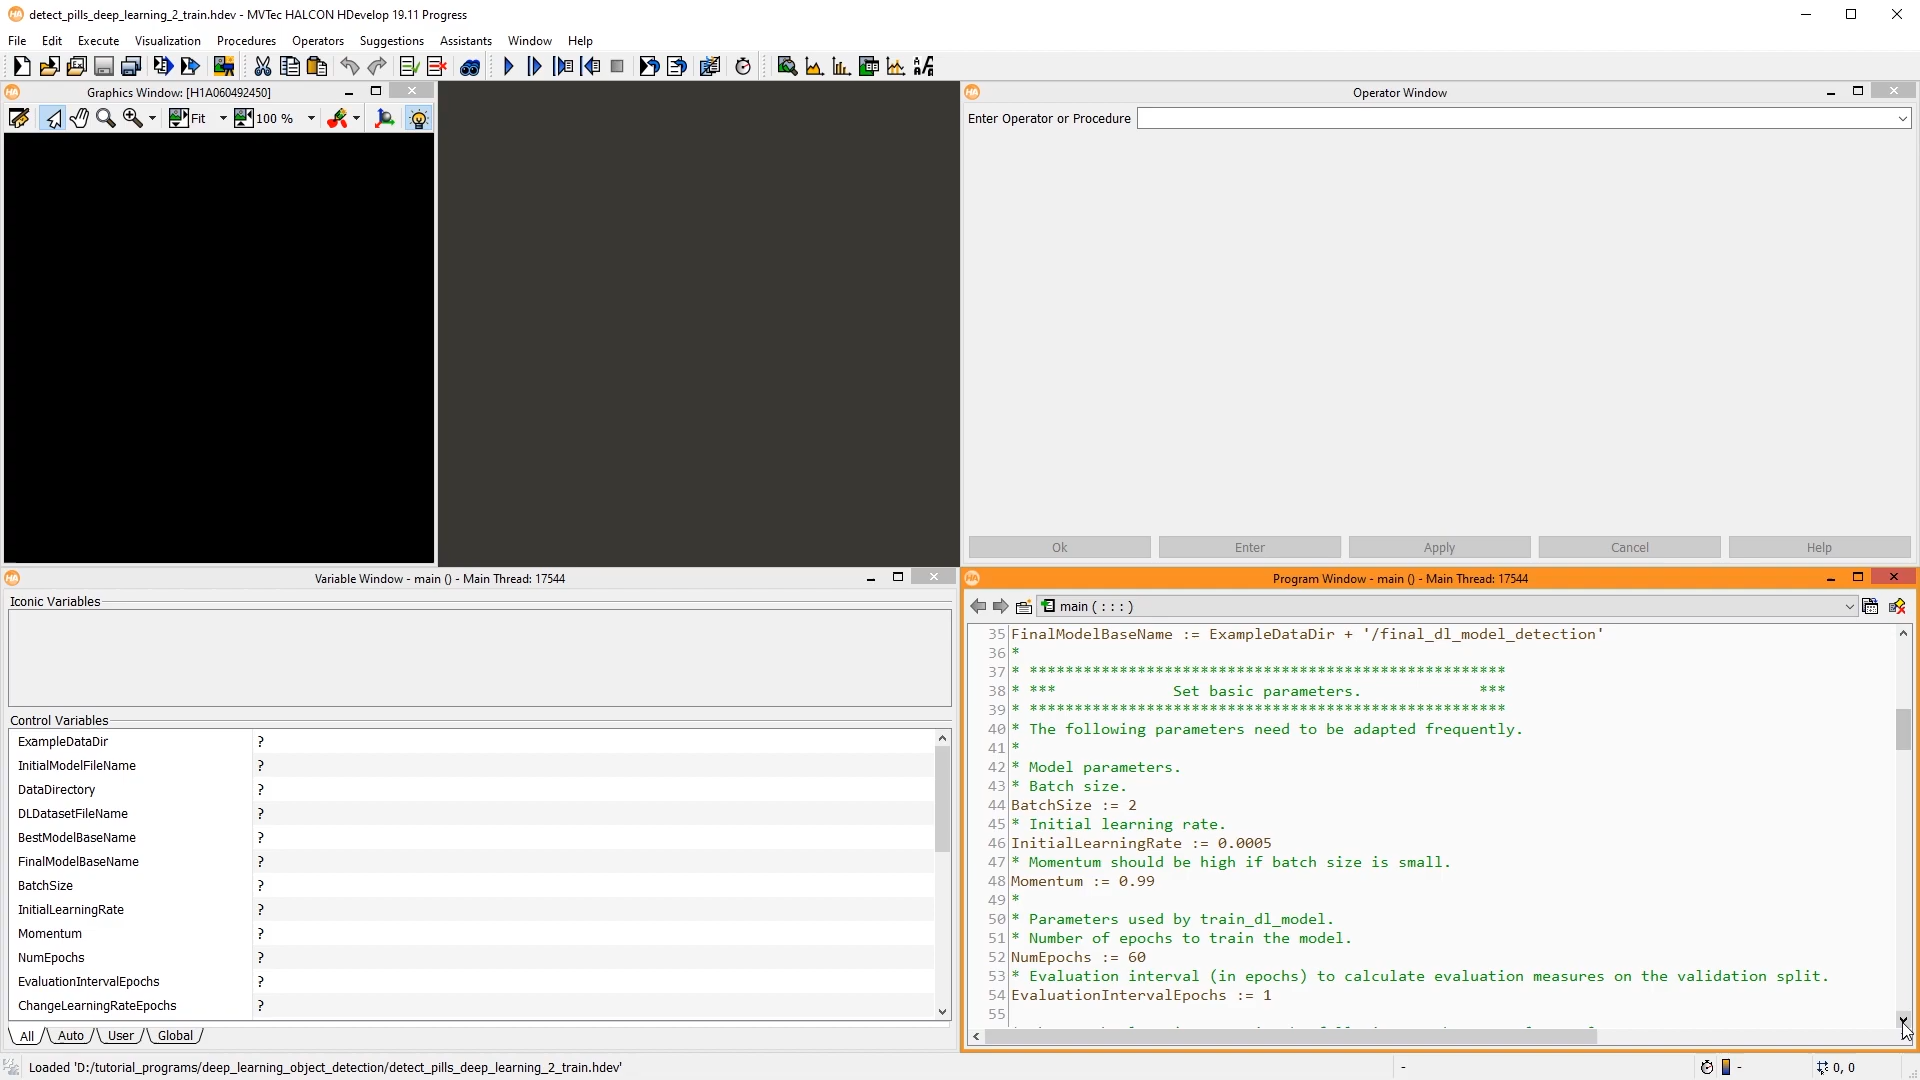 detect_pills_deep_learning_2_train.hdev - MVTec HALCON HDevelop 19.11 Progress
File Edit Execute Visualization Procedures Operators Suggestions Assistants Window Help
Graphics Window: [H1A060492450]
Fit 100 %
Operator Window
Enter Operator or Procedure
Ok Enter Apply Cancel Help
Variable Window - main () - Main Thread: 17544
Iconic Variables
Control Variables
ExampleDataDir ?
InitialModelFileName ?
DataDirectory ?
DLDatasetFileName ?
BestModelBaseName ?
FinalModelBaseName ?
BatchSize ?
InitialLearningRate ?
Momentum ?
NumEpochs ?
EvaluationIntervalEpochs ?
ChangeLearningRateEpochs ?
All Auto User Global
Program Window - main () - Main Thread: 17544
main ( : : : )
35 FinalModelBaseName := ExampleDataDir + '/final_dl_model_detection'
36 *
37 * *****************************************************
38 * *** Set basic parameters. ***
39 * *****************************************************
40 * The following parameters need to be adapted frequently.
41 *
42 * Model parameters.
43 * Batch size.
44 BatchSize := 2
45 * Initial learning rate.
46 InitialLearningRate := 0.0005
47 * Momentum should be high if batch size is small.
48 Momentum := 0.99
49 *
50 * Parameters used by train_dl_model.
51 * Number of epochs to train the model.
52 NumEpochs := 60
53 * Evaluation interval (in epochs) to calculate evaluation measures on the validation split.
54 EvaluationIntervalEpochs := 1
55
Loaded 'D:/tutorial_programs/deep_learning_object_detection/detect_pills_deep_learning_2_train.hdev'
- - 0, 0